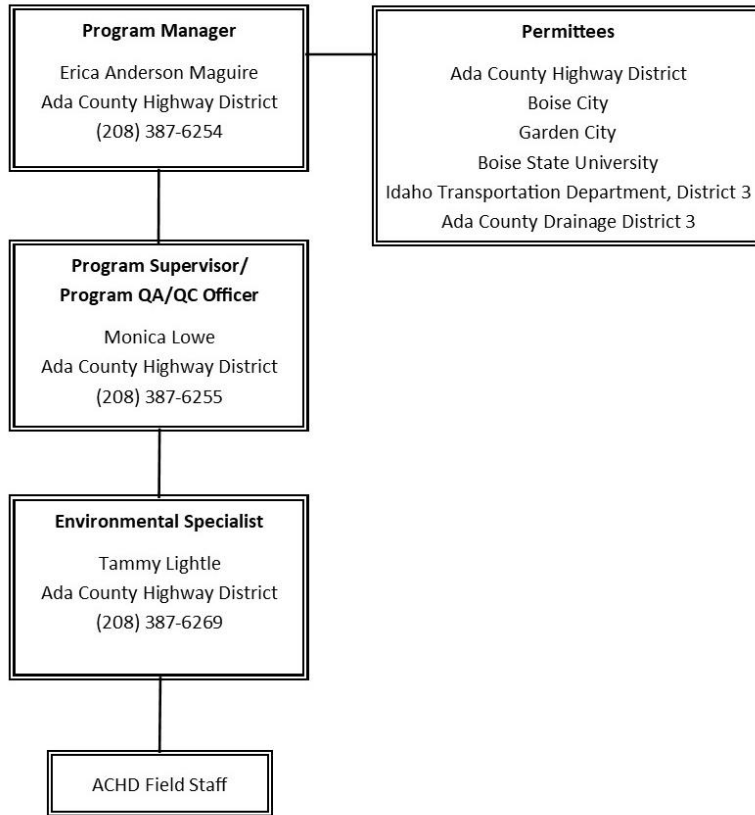 Program Manager
Erica Anderson Maguire
Ada County Highway District
(208) 387-6254
Permittees
Ada County Highway District
Boise City
Garden City
Boise State University
Idaho Transportation Department, District 3
Ada County Drainage District 3
Program Supervisor/
Program QA/QC Officer
Monica Lowe
Ada County Highway District
(208) 387-6255
Environmental Specialist
Tammy Lightle
Ada County Highway District
(208) 387-6269
ACHD Field Staff